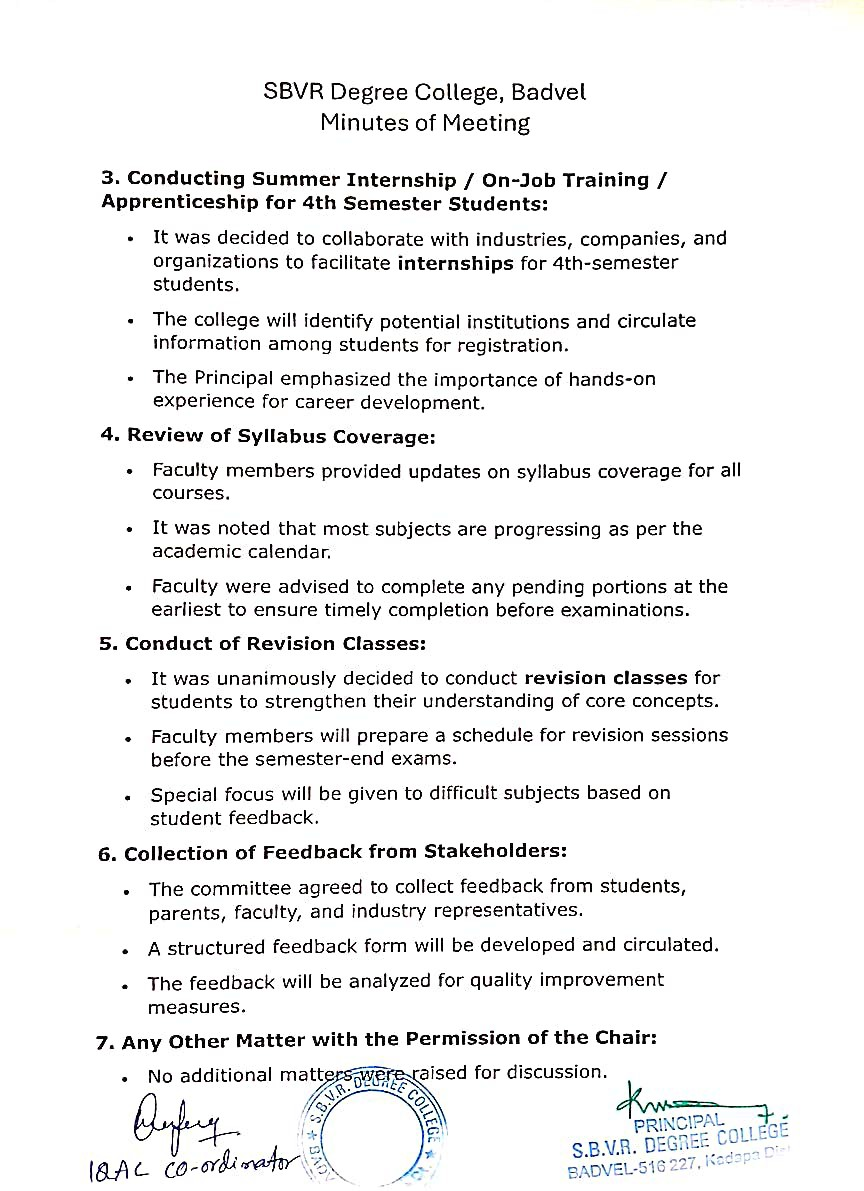 SBVR Degree College, Badvel
Minutes of Meeting
3. Conducting Summer Internship / On-Job Training /
Apprenticeship for 4th Semester Students:
• It was decided to collaborate with industries, companies, and
organizations to facilitate internships for 4th-semester
students.
• The college will identify potential institutions and circulate
information among students for registration.
• The Principal emphasized the importance of hands-on
experience for career development.
4. Review of Syllabus Coverage:
• Faculty members provided updates on syllabus coverage for all
courses.
• It was noted that most subjects are progressing as per the
academic calendar.
• Faculty were advised to complete any pending portions at the
earliest to ensure timely completion before examinations.
5. Conduct of Revision Classes:
• It was unanimously decided to conduct revision classes for
students to strengthen their understanding of core concepts.
• Faculty members will prepare a schedule for revision sessions
before the semester-end exams.
• Special focus will be given to difficult subjects based on
student feedback.
6. Collection of Feedback from Stakeholders:
• The committee agreed to collect feedback from students,
parents, faculty, and industry representatives.
• A structured feedback form will be developed and circulated.
• The feedback will be analyzed for quality improvement
measures.
7. Any Other Matter with the Permission of the Chair:
• No additional matters were raised for discussion.
S.B.V.R. DEGREE COLLEGE
IQAC co-ordinator
PRINCIPAL
S.B.V.R. DEGREE COLLEGE
BADVEL-516 227, Kadapa